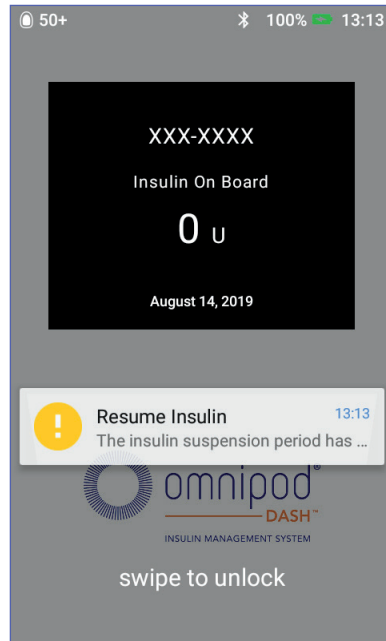 50+ 100% 13:13
XXX-XXXX
Insulin On Board
0 U
August 14, 2019
Resume Insulin 13:13
The insulin suspension period has ...
omnipod®
DASH™
INSULIN MANAGEMENT SYSTEM
swipe to unlock